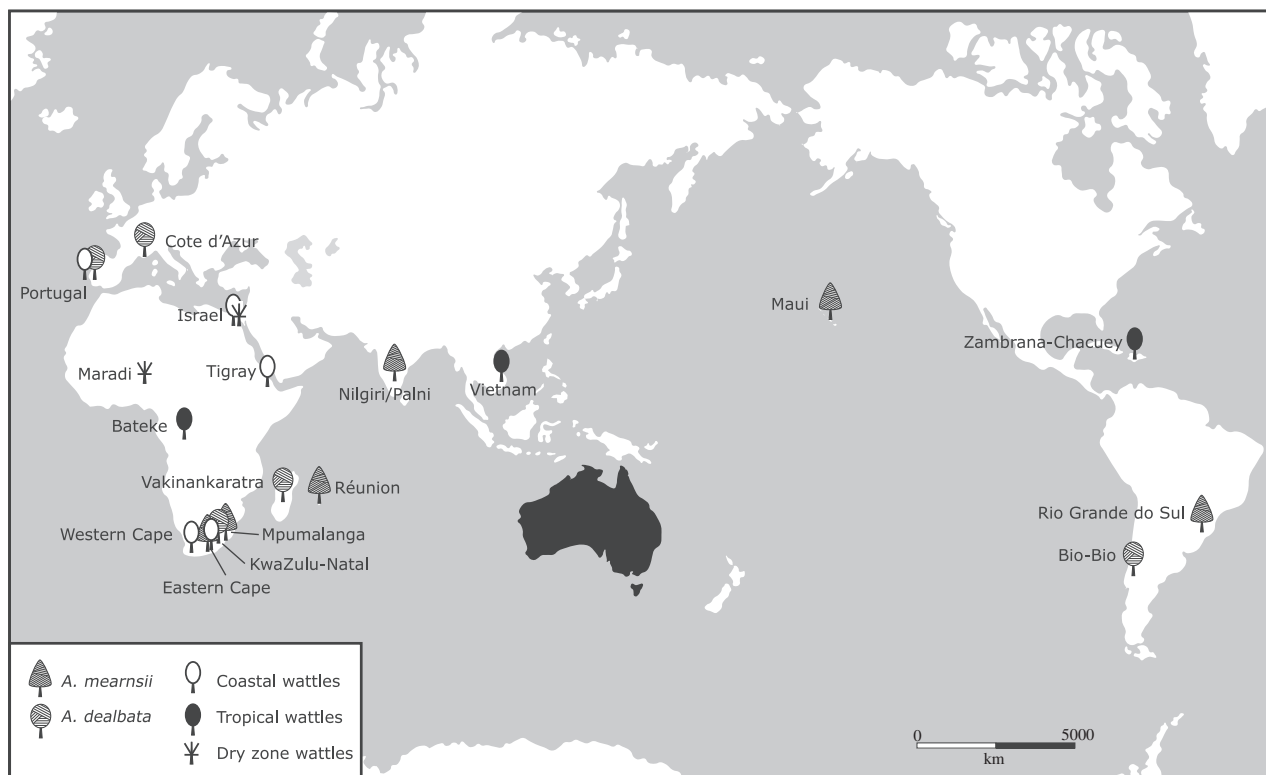 Cote d'Azur
Portugal
Israel
Maui
Zambrana-Chacuey
Maradi
Tigray
Nilgiri/Palni
Vietnam
Bateke
Vakinankaratra
Réunion
Rio Grande do Sul
Western Cape
Mpumalanga
KwaZulu-Natal
Bio-Bio
Eastern Cape
A. mearnsii
Coastal wattles
A. dealbata
Tropical wattles
Dry zone wattles
0 5000
km